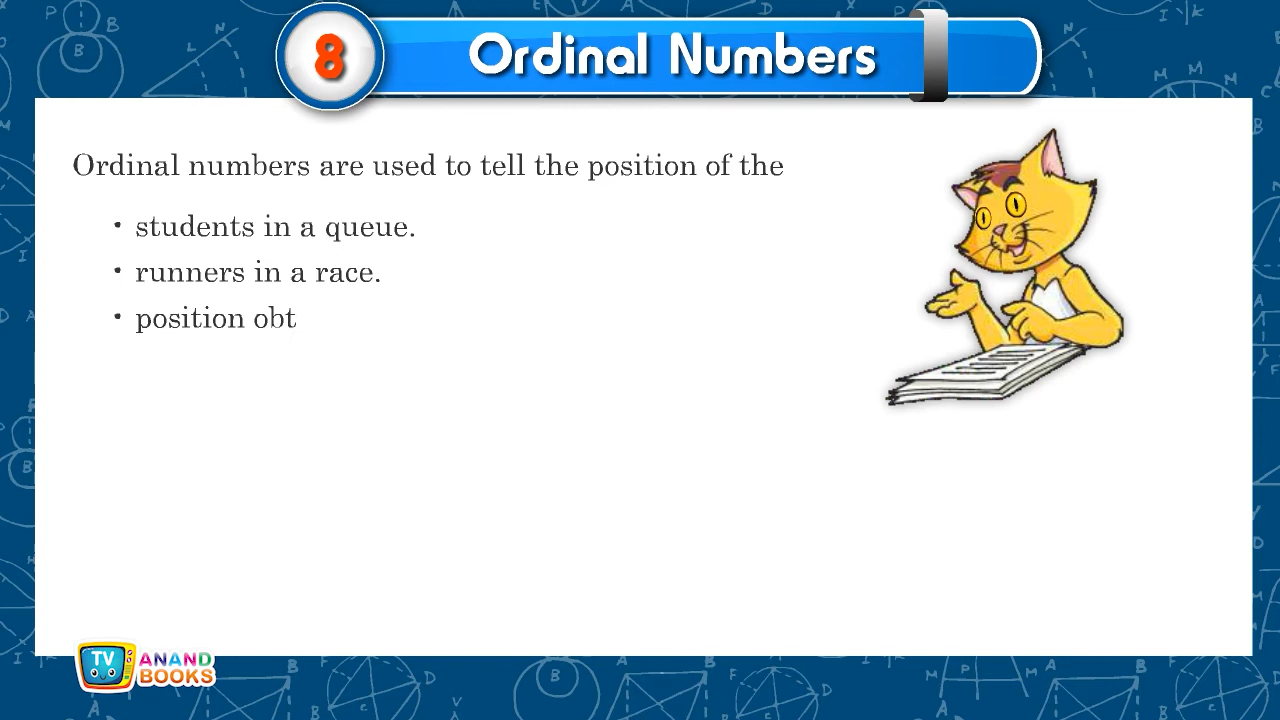 8 Ordinal Numbers
Ordinal numbers are used to tell the position of the
• students in a queue.
• runners in a race.
• position obt
TV ANAND
BOOKS